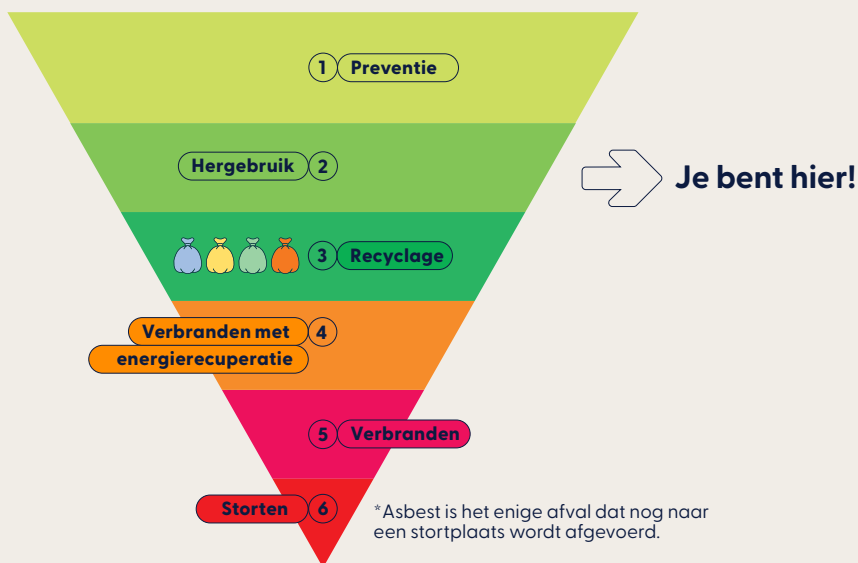 1 Preventie
Hergebruik 2
Je bent hier!
3 Recyclage
Verbranden met 4
energierecuperatie
5 Verbranden
Storten 6
*Asbest is het enige afval dat nog naar
een stortplaats wordt afgevoerd.